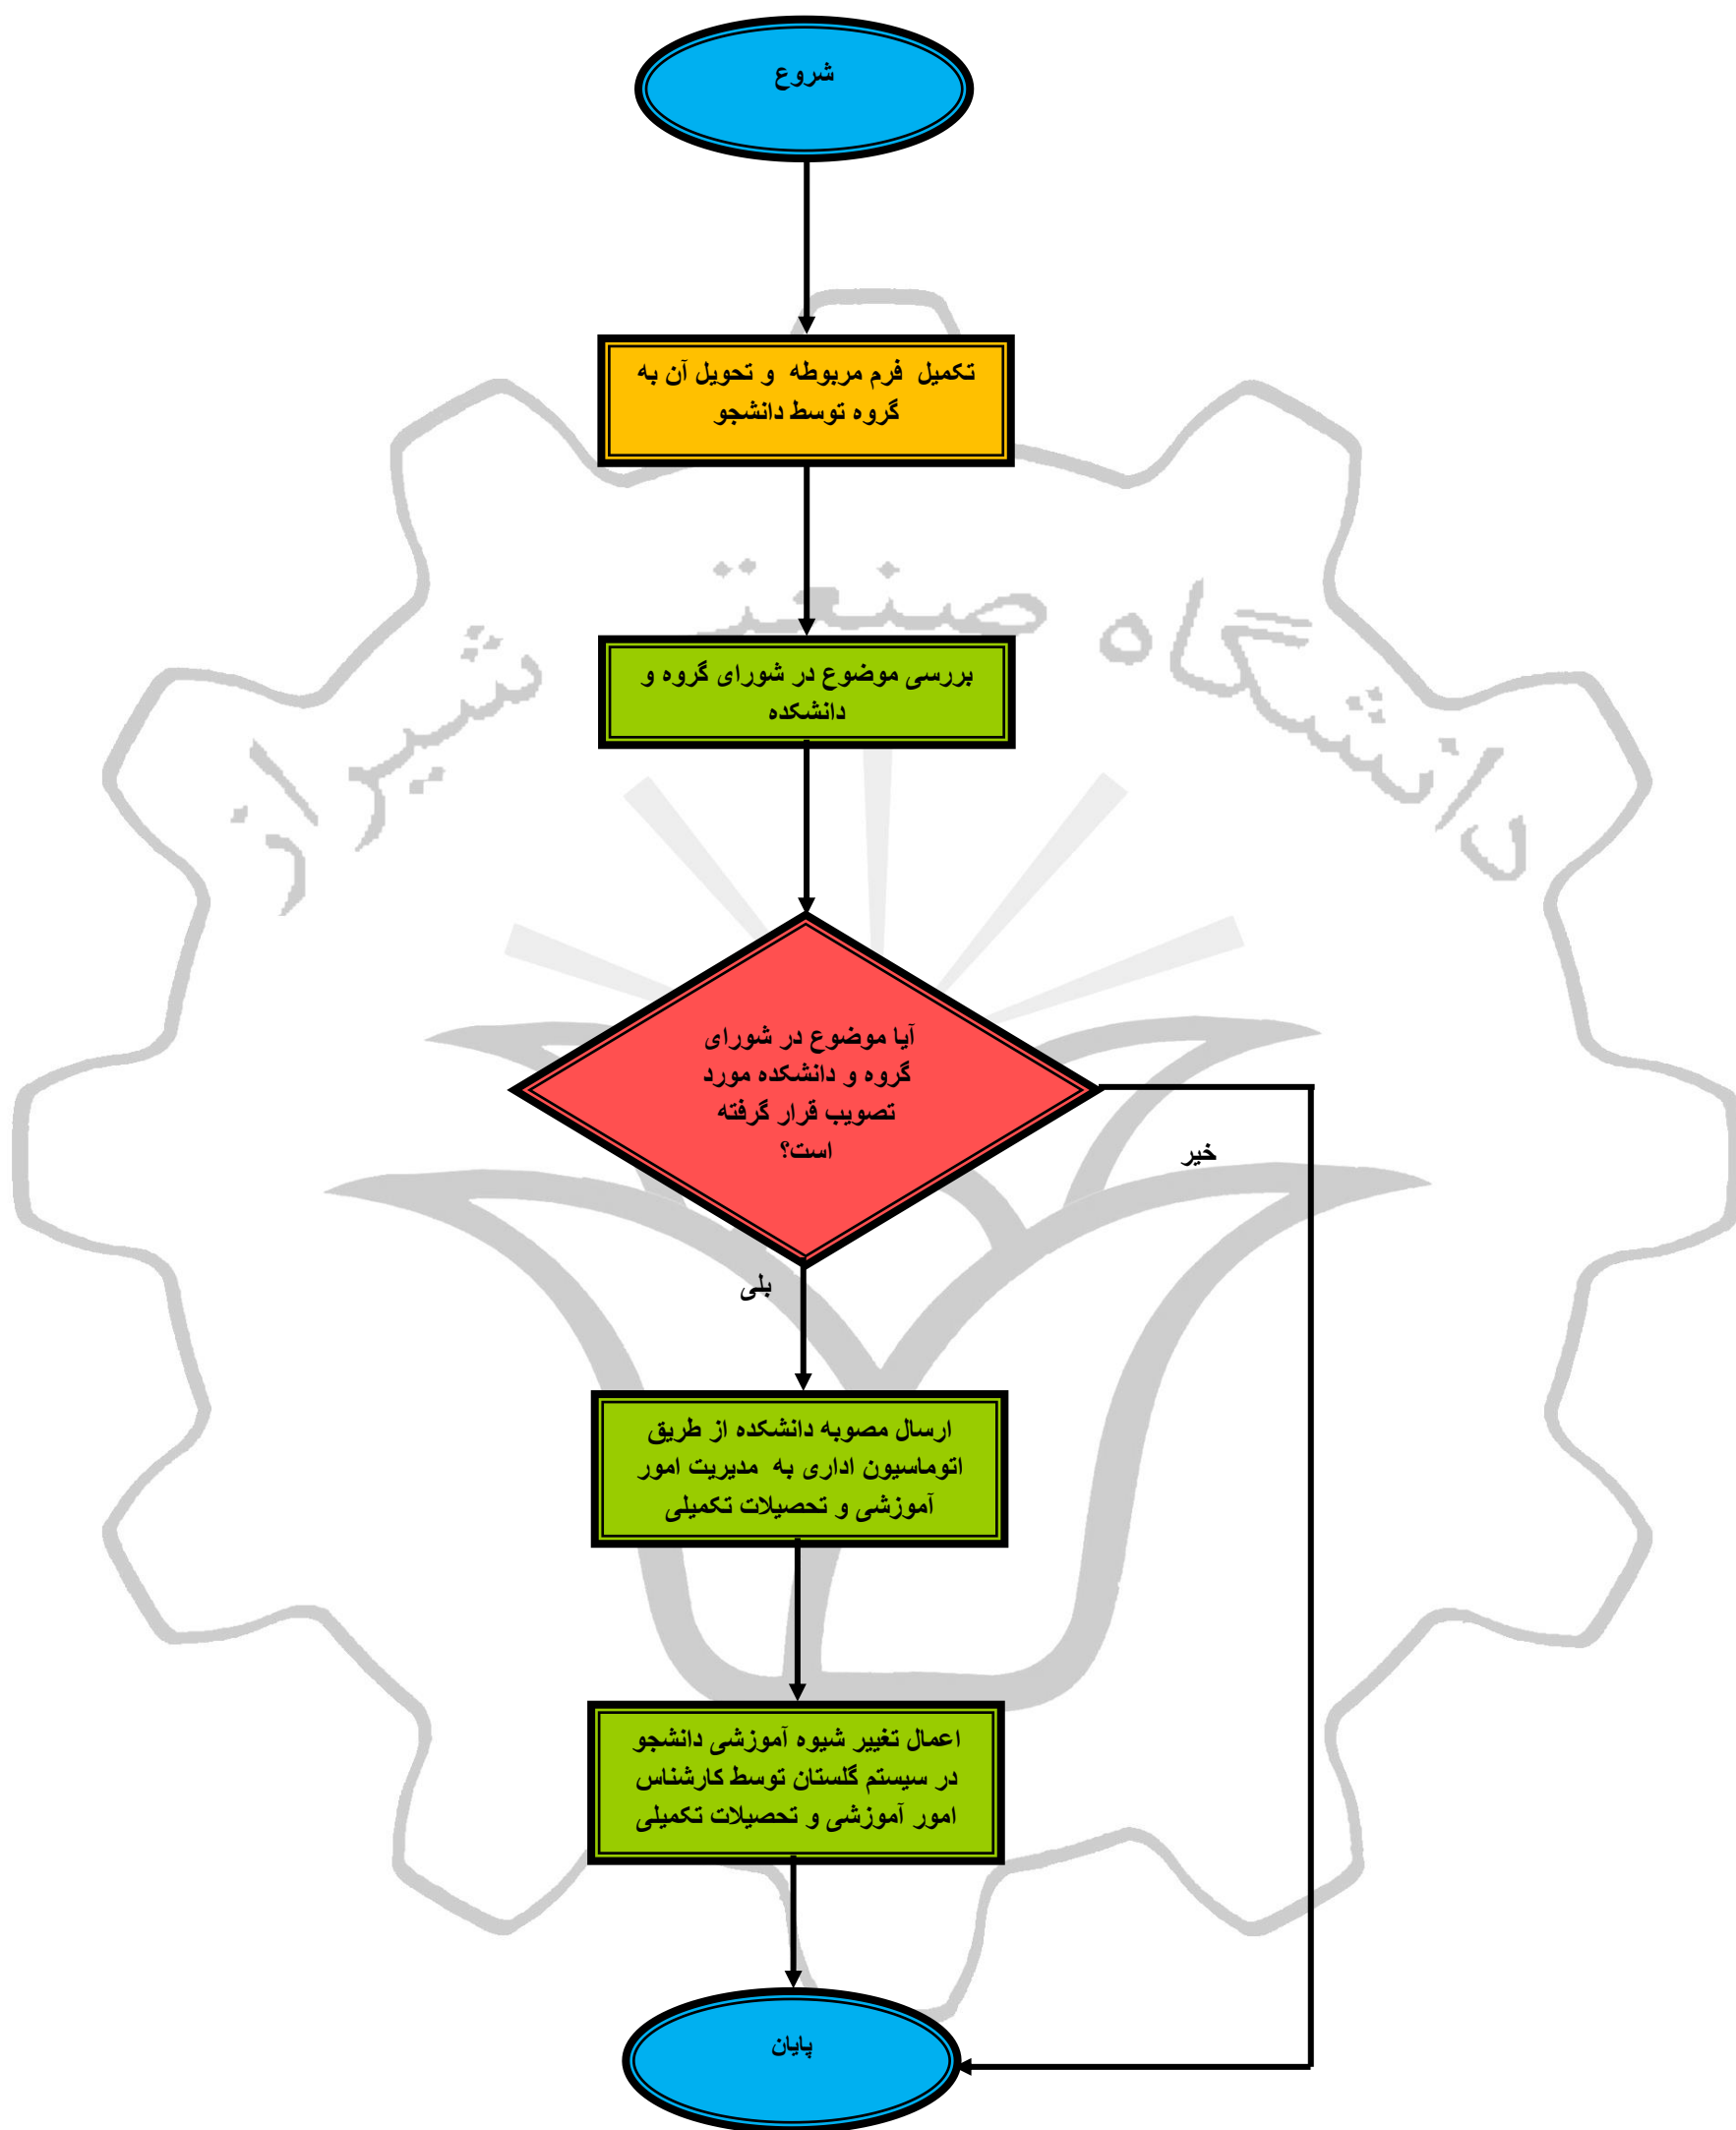 شروع
تکمیل فرم مربوطه و تحویل آن به
گروه توسط دانشجو
دانشگاه صنعتی شیراز
بررسی موضوع در شورای گروه و
دانشکده
آیا موضوع در شورای
گروه و دانشکده مورد
تصویب قرار گرفته
است؟
خیر
بلی
ارسال مصوبه دانشکده از طریق
اتوماسیون اداری به مدیریت امور
آموزشی و تحصیلات تکمیلی
اعمال تغییر شیوه آموزشی دانشجو
در سیستم گلستان توسط کارشناس
امور آموزشی و تحصیلات تکمیلی
پایان